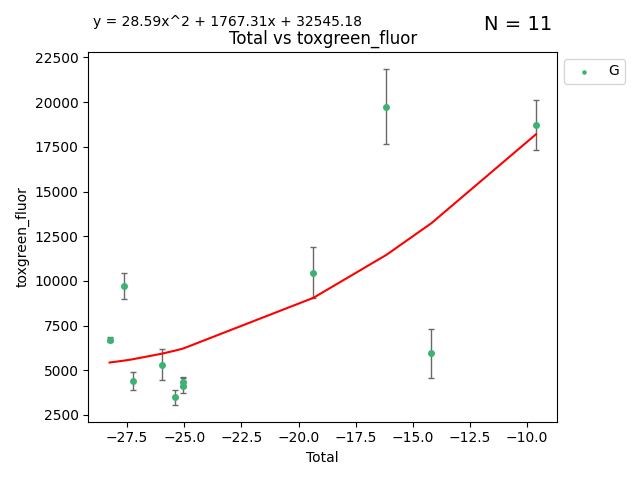 y = 28.59x^2 + 1767.31x + 32545.18
N = 11
Total vs toxgreen_fluor
G
22500
20000
17500
15000
12500
10000
7500
5000
2500
toxgreen_fluor
−27.5 −25.0 −22.5 −20.0 −17.5 −15.0 −12.5 −10.0
Total